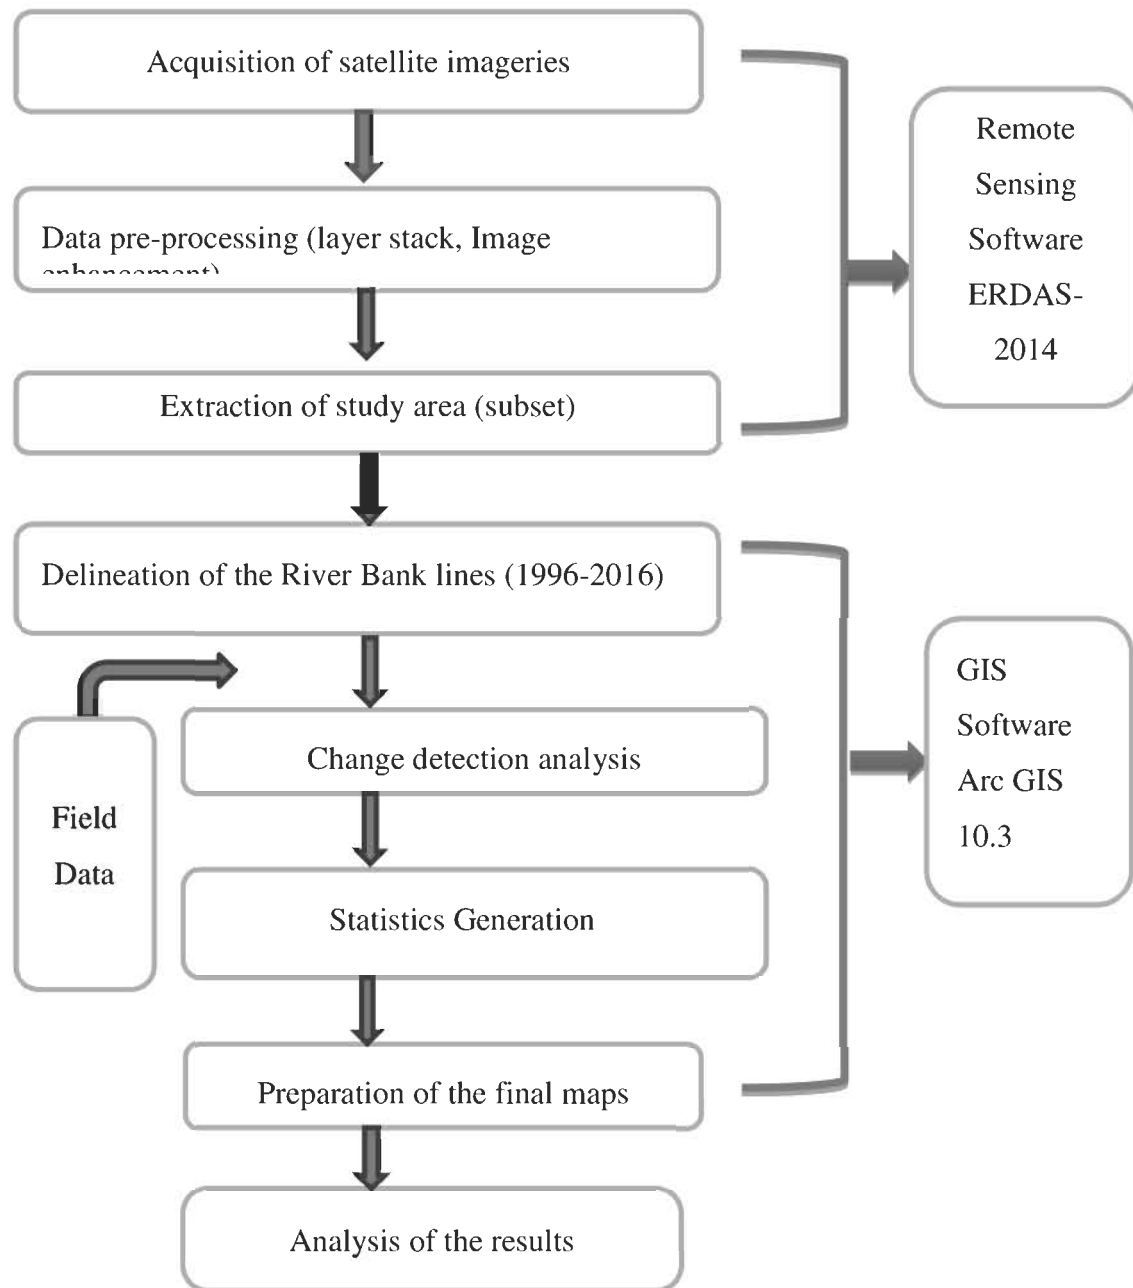 Acquisition of satellite imageries
Data pre-processing (layer stack, Image
enhancement)
Extraction of study area (subset)
Remote
Sensing
Software
ERDAS-
2014
Delineation of the River Bank lines (1996-2016)
Field
Data
Change detection analysis
Statistics Generation
Preparation of the final maps
GIS
Software
Arc GIS
10.3
Analysis of the results